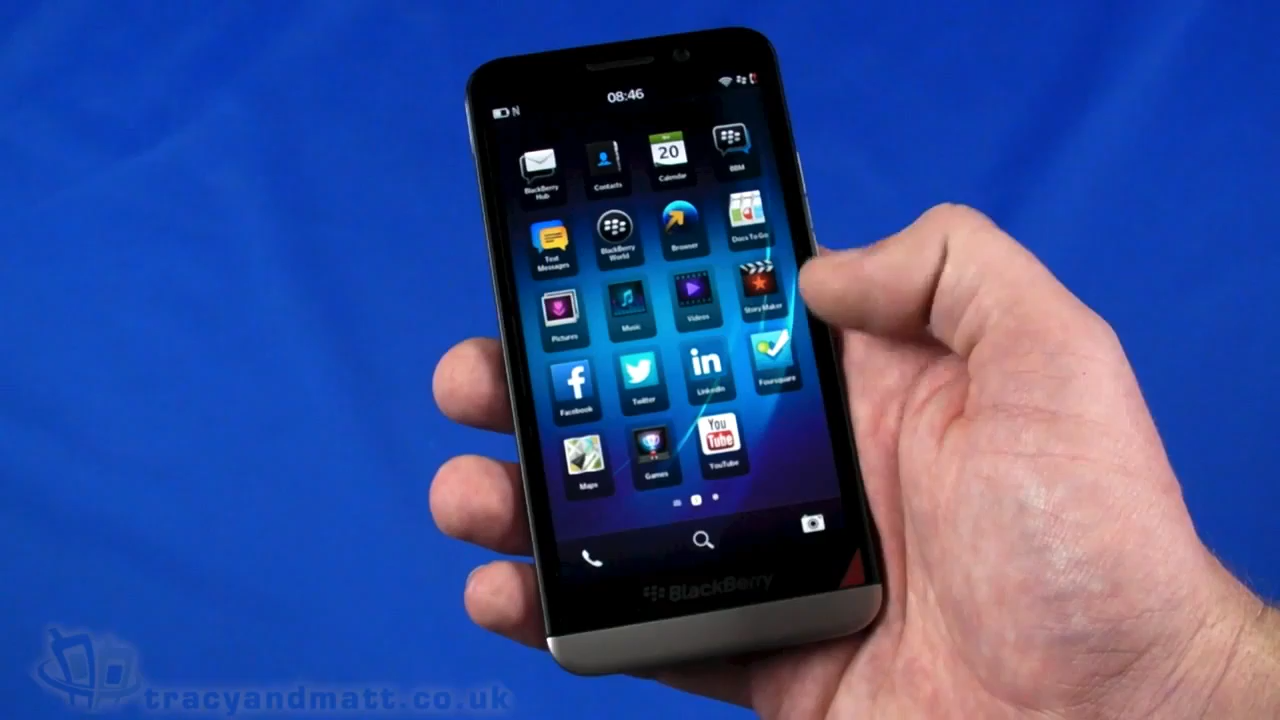 08:46
N
BlackBerry
Hub
Contacts
20
Calendar
BBM
Text
Messages
BlackBerry
World
Browser
Docs To Go
Pictures
Music
Videos
Story Maker
f
Facebook
Twitter
in
LinkedIn
Foursquare
Maps
Games
You
Tube
YouTube
BlackBerry
tracyandmatt.co.uk